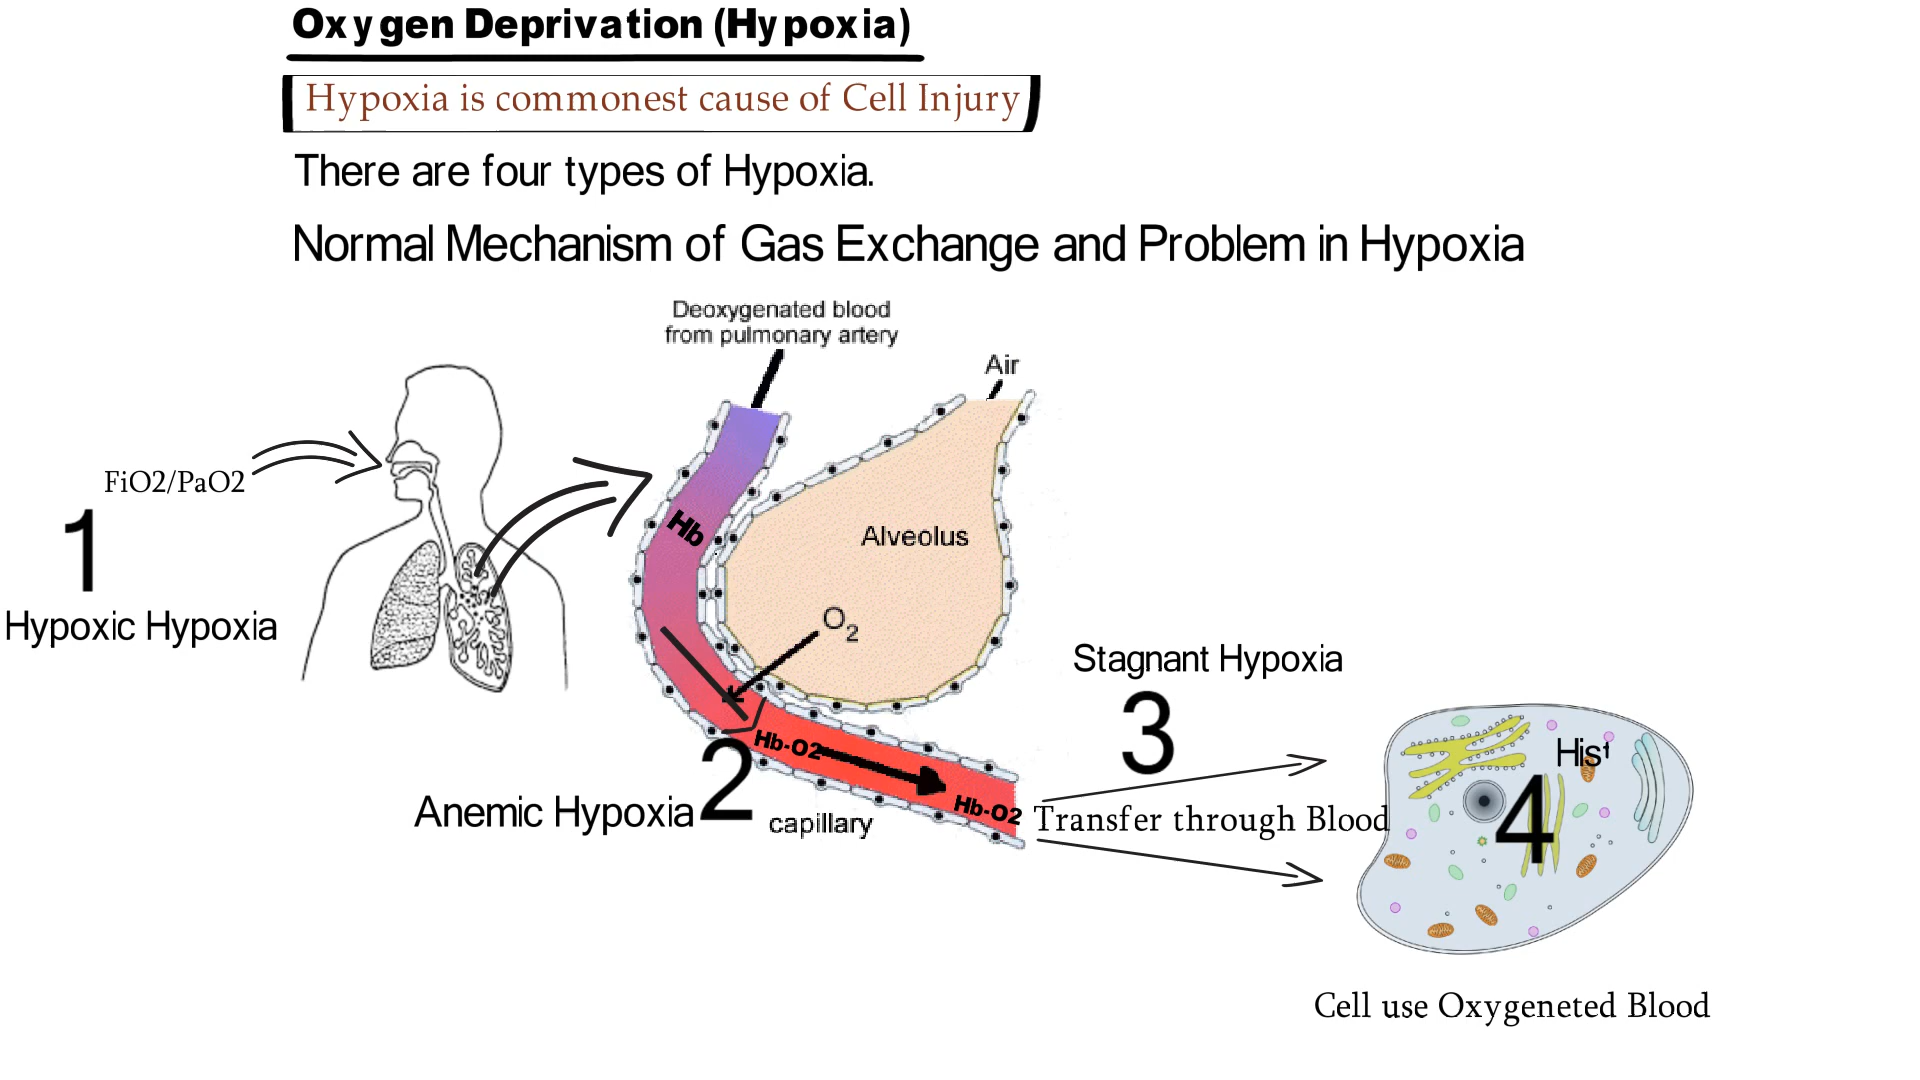 Oxygen Deprivation (Hypoxia)
Hypoxia is commonest cause of Cell Injury
There are four types of Hypoxia.
Normal Mechanism of Gas Exchange and Problem in Hypoxia
Deoxygenated blood
from pulmonary artery
Air
FiO2/PaO2
1
Hypoxic Hypoxia
Hb
Alveolus
O2
Hb-O2
Hb-O2
2
Anemic Hypoxia
capillary
Stagnant Hypoxia
3
Transfer through Blood
Hist
4
Cell use Oxygeneted Blood